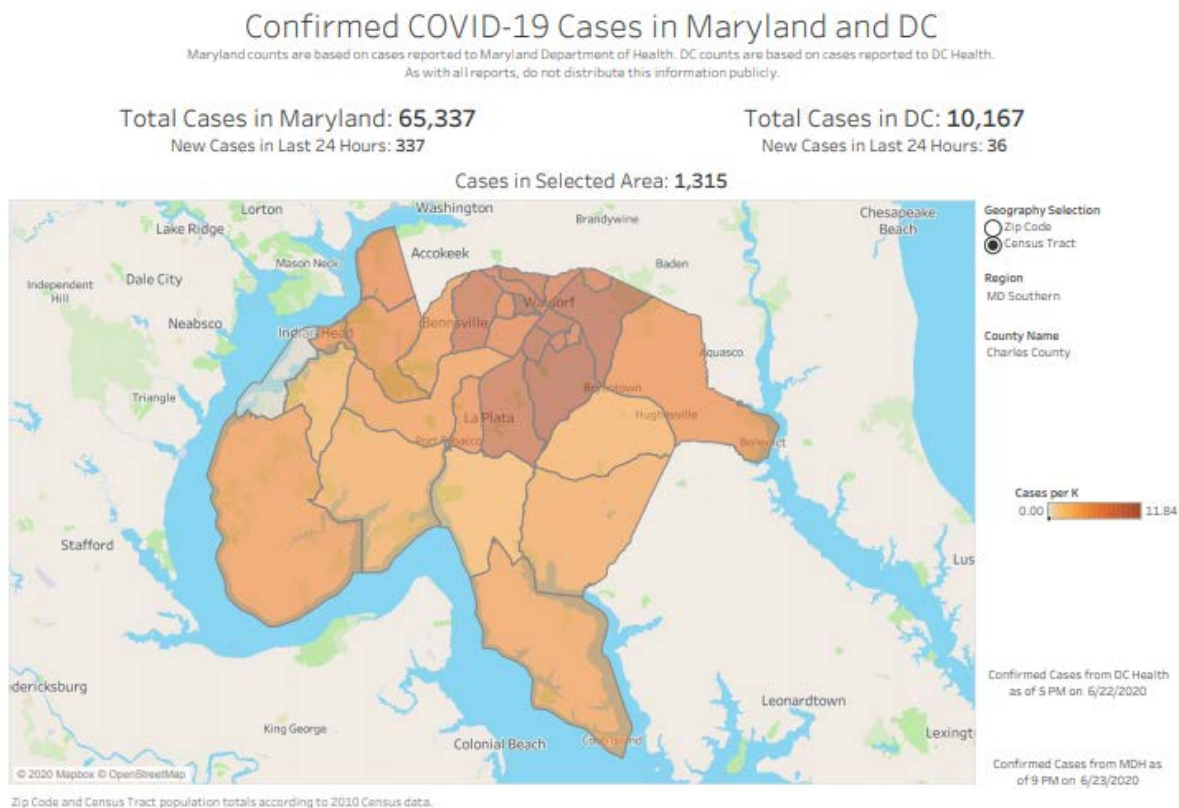 Confirmed COVID-19 Cases in Maryland and DC
Maryland counts are based on cases reported to Maryland Department of Health. DC counts are based on cases reported to DC Health.
As with all reports, do not distribute this information publicly.
Total Cases in Maryland: 65,337
Total Cases in DC: 10,167
New Cases in Last 24 Hours: 337
New Cases in Last 24 Hours: 36
Cases in Selected Area: 1,315
Lorton
Washington
Brandywine
Chesapeake
Beach
Lake Ridge
Accokeek
Mason Neck
Baden
Dale City
Independent
Hill
Neabsco
Indian Head
Bennsville
Waldorf
Aquasco
Triangle
Bryantown
La Plata
Hughesville
Port Tobacco
Benedict
Stafford
Lus
dericksburg
Leonardtown
King George
Colonial Beach
Cobb Island
Lexingt
© 2020 Mapbox © OpenStreetMap
Geography Selection
Zip Code
Census Tract
Region
MD Southern
County Name
Charles County
Cases per K
0.00
11.84
Confirmed Cases from DC Health
as of 5 PM on 6/22/2020
Confirmed Cases from MDH as
of 9 PM on 6/23/2020
Zip Code and Census Tract population totals according to 2010 Census data.